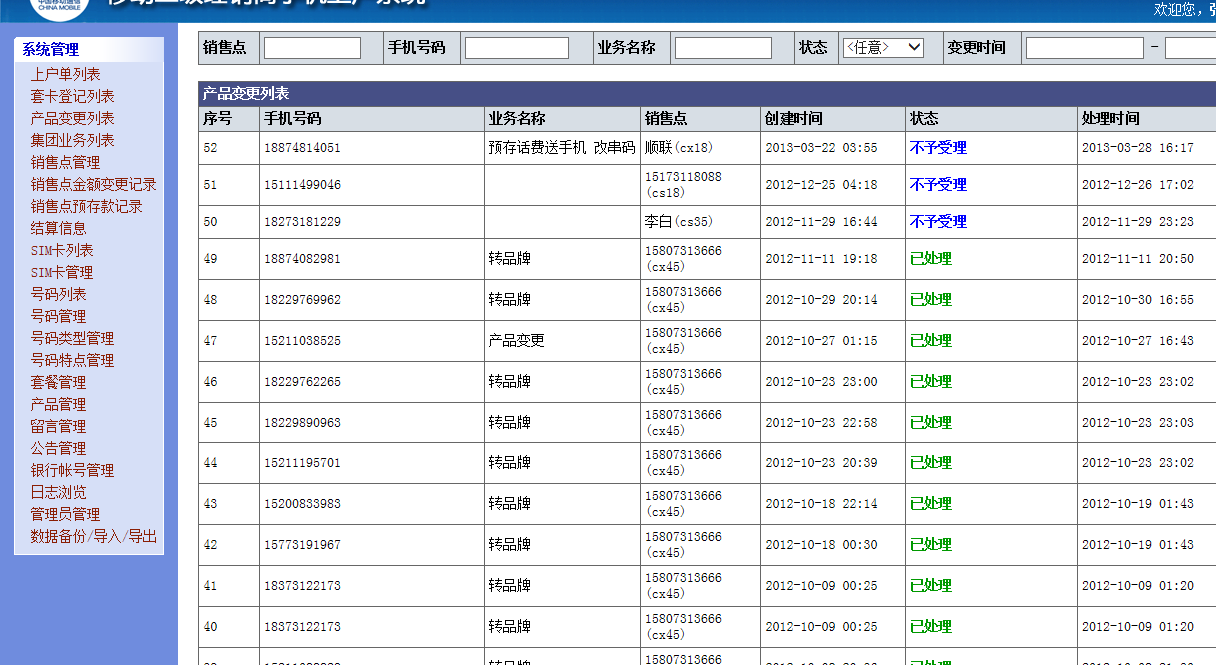 中国移动通信
CHINA MOBILE
欢迎您，
系统管理
上户单列表
套卡登记列表
产品变更列表
集团业务列表
销售点管理
销售点金额变更记录
销售点预存款记录
结算信息
SIM卡列表
SIM卡管理
号码列表
号码管理
号码类型管理
号码特点管理
套餐管理
产品管理
留言管理
公告管理
银行帐号管理
日志浏览
管理员管理
数据备份/导入/导出
销售点 手机号码 业务名称 状态 <任意> 变更时间 -
产品变更列表
序号 手机号码 业务名称 销售点 创建时间 状态 处理时间
52 18874814051 预存话费送手机 改串码 顺联(cx18) 2013-03-22 03:55 不予受理 2013-03-28 16:17
51 15111499046 15173118088 (cs18) 2012-12-25 04:18 不予受理 2012-12-26 17:02
50 18273181229 李白(cs35) 2012-11-29 16:44 不予受理 2012-11-29 23:23
49 18874082981 转品牌 15807313666 (cx45) 2012-11-11 19:18 已处理 2012-11-11 20:50
48 18229769962 转品牌 15807313666 (cx45) 2012-10-29 20:14 已处理 2012-10-30 16:55
47 15211038525 产品变更 15807313666 (cx45) 2012-10-27 01:15 已处理 2012-10-27 16:43
46 18229762265 转品牌 15807313666 (cx45) 2012-10-23 23:00 已处理 2012-10-23 23:02
45 18229890963 转品牌 15807313666 (cx45) 2012-10-23 22:58 已处理 2012-10-23 23:03
44 15211195701 转品牌 15807313666 (cx45) 2012-10-23 20:39 已处理 2012-10-23 23:02
43 15200833983 转品牌 15807313666 (cx45) 2012-10-18 22:14 已处理 2012-10-19 01:43
42 15773191967 转品牌 15807313666 (cx45) 2012-10-18 00:30 已处理 2012-10-19 01:43
41 18373122173 转品牌 15807313666 (cx45) 2012-10-09 00:25 已处理 2012-10-09 01:20
40 18373122173 转品牌 15807313666 (cx45) 2012-10-09 00:25 已处理 2012-10-09 01:20
15807313666